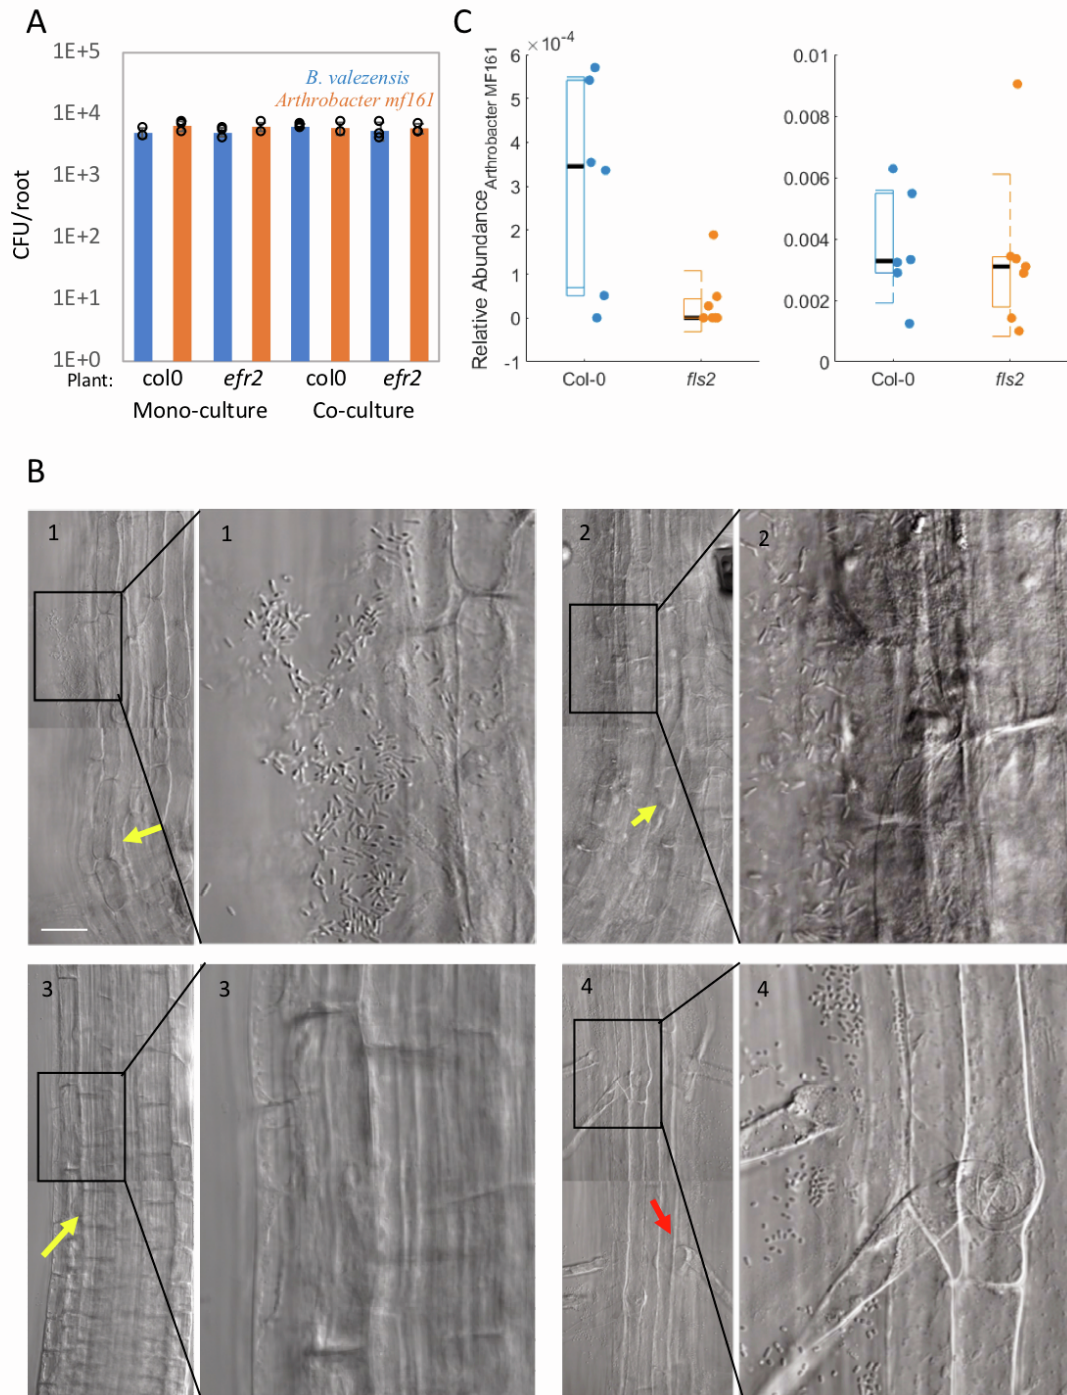 A
CFU/root
1E+5
1E+4
1E+3
1E+2
1E+1
1E+0
B. valezensis
Arthrobacter mf161
Plant:
col0
efr2
col0
efr2
Mono-culture
Co-culture
C
Relative Abundance Arthrobacter MF161
×10-4
6
5
4
3
2
1
0
-1
Col-0
fls2
0.01
0.008
0.006
0.004
0.002
0
Col-0
fls2
B
1
1
2
2
3
3
4
4